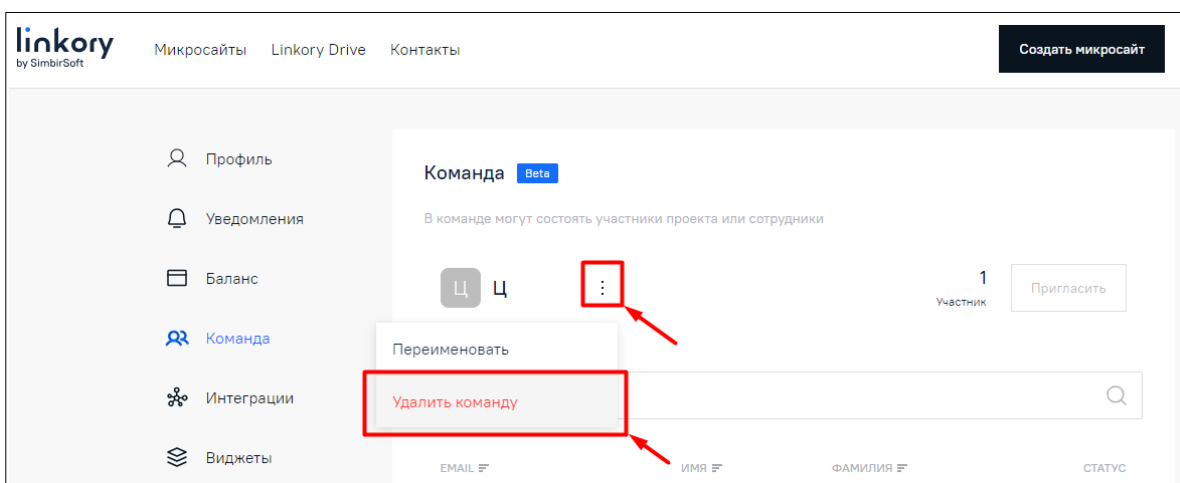 linkory
by SimbirSoft
Микросайты Linkory Drive Контакты
Создать микросайт
Профиль
Уведомления
Баланс
Команда
Интеграции
Виджеты
Команда Beta
В команде могут состоять участники проекта или сотрудники
Ц Ц
1
Участник
Пригласить
Переименовать
Удалить команду
EMAIL ИМЯ ФАМИЛИЯ СТАТУС